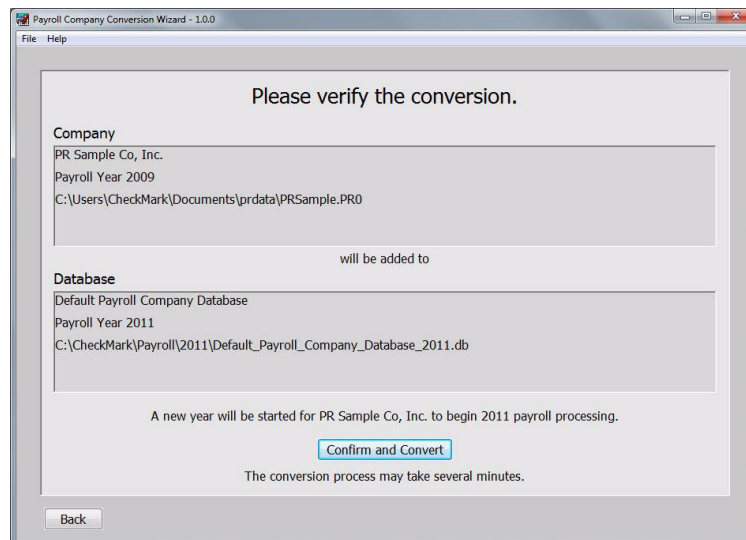 Payroll Company Conversion Wizard - 1.0.0
File Help
Please verify the conversion.
Company
PR Sample Co, Inc.
Payroll Year 2009
C:\Users\CheckMark\Documents\prdata\PRSample.PR0
will be added to
Database
Default Payroll Company Database
Payroll Year 2011
C:\CheckMark\Payroll\2011\Default_Payroll_Company_Database_2011.db
A new year will be started for PR Sample Co, Inc. to begin 2011 payroll processing.
Confirm and Convert
The conversion process may take several minutes.
Back